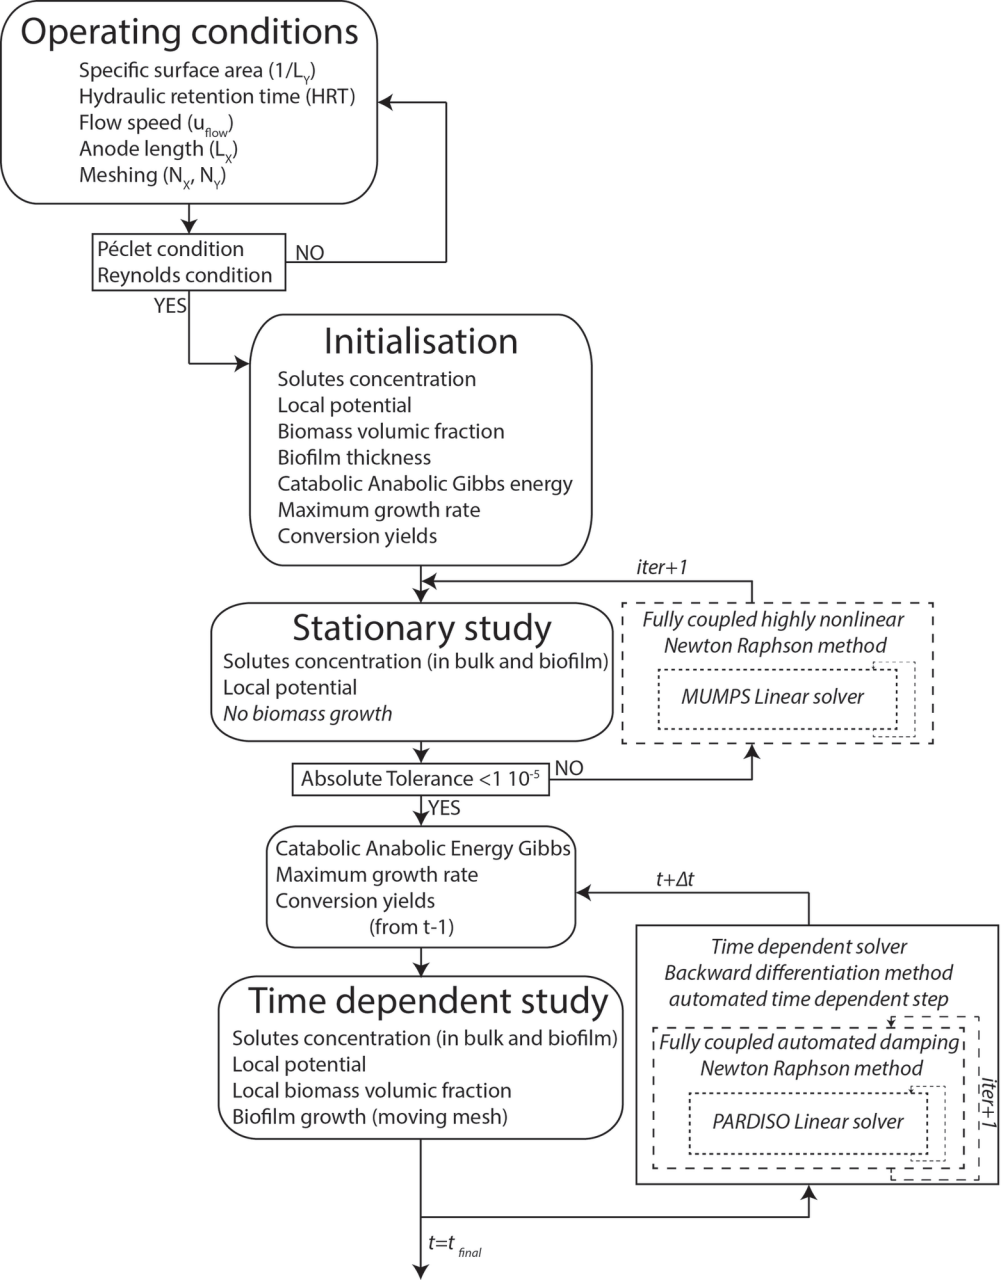 Operating conditions
Specific surface area (1/L_Y)
Hydraulic retention time (HRT)
Flow speed (u_flow)
Anode length (L_X)
Meshing (N_X, N_Y)
Péclet condition
Reynolds condition
NO
YES
Initialisation
Solutes concentration
Local potential
Biomass volumic fraction
Biofilm thickness
Catabolic Anabolic Gibbs energy
Maximum growth rate
Conversion yields
iter+1
Stationary study
Solutes concentration (in bulk and biofilm)
Local potential
No biomass growth
Fully coupled highly nonlinear
Newton Raphson method
MUMPS Linear solver
Absolute Tolerance <1 10^-5
NO
YES
Catabolic Anabolic Energy Gibbs
Maximum growth rate
Conversion yields
(from t-1)
t+Δt
Time dependent study
Solutes concentration (in bulk and biofilm)
Local potential
Local biomass volumic fraction
Biofilm growth (moving mesh)
Time dependent solver
Backward differentiation method
automated time dependent step
Fully coupled automated damping
Newton Raphson method
PARDISO Linear solver
iter+1
t=t_final